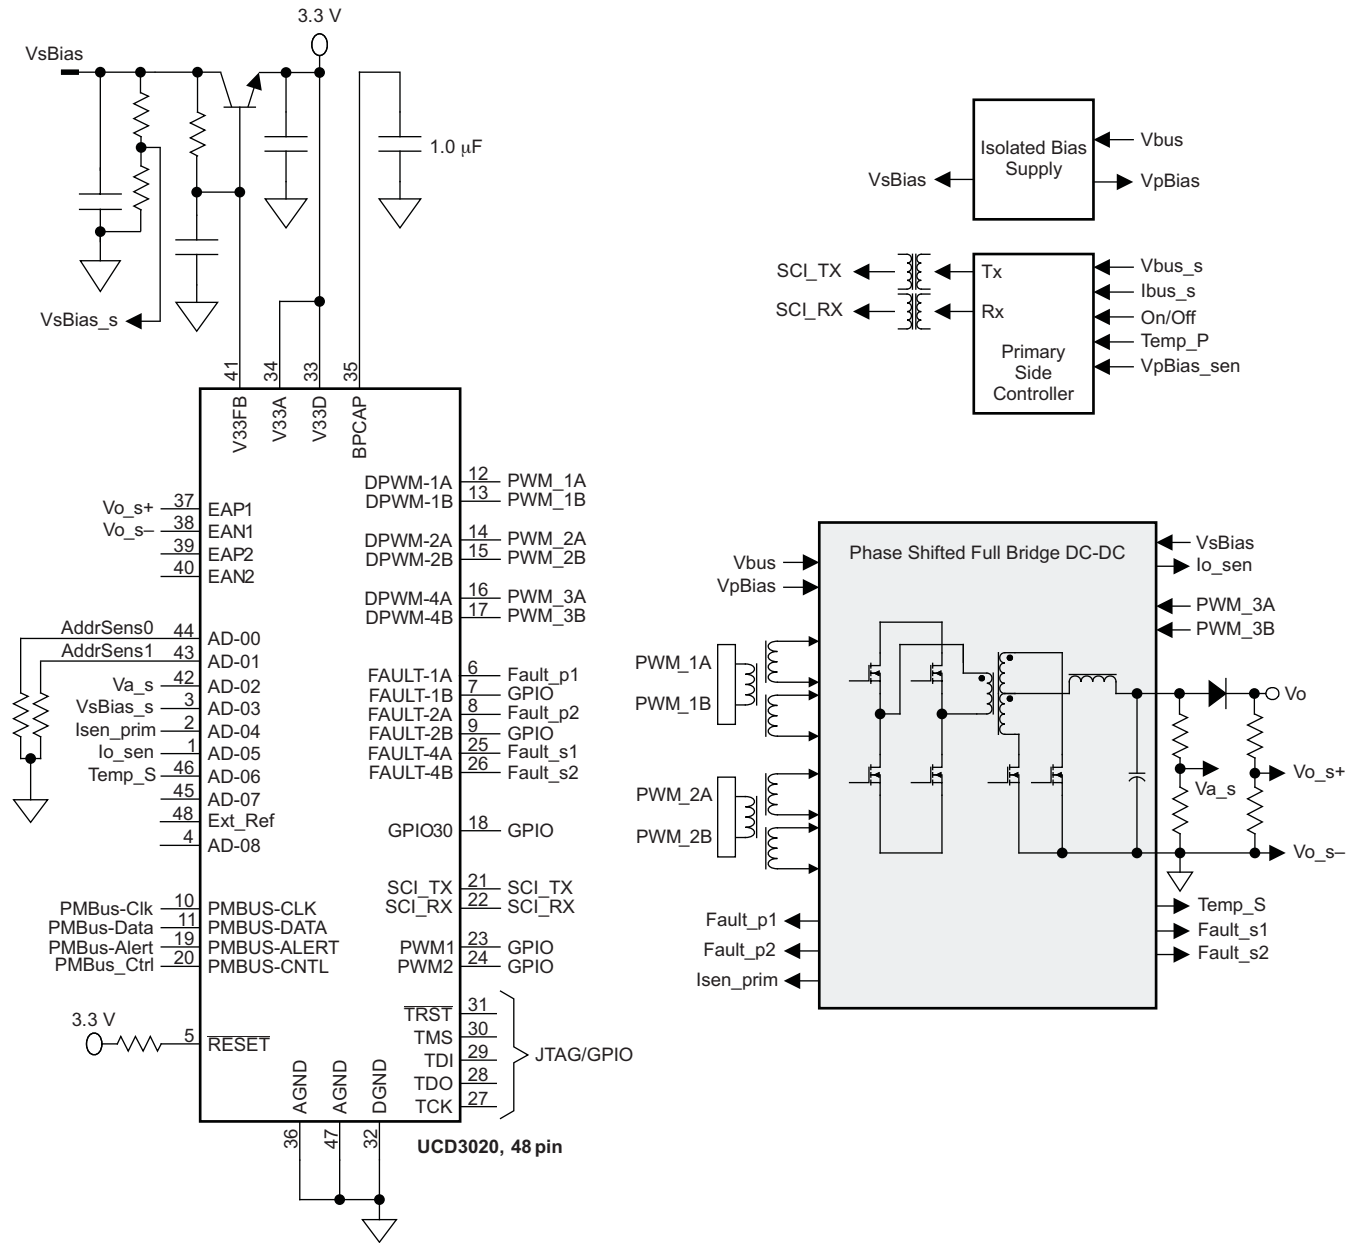 3.3 V
VsBias
1.0 μF
VsBias_s
41
34
33
35
V33FB
V33A
V33D
BPCAP
Vo_s+ 37 EAP1
Vo_s– 38 EAN1
39 EAP2
40 EAN2
AddrSens0 44 AD-00
AddrSens1 43 AD-01
Va_s 42 AD-02
VsBias_s 3 AD-03
Isen_prim 2 AD-04
Io_sen 1 AD-05
Temp_S 46 AD-06
45 AD-07
48 Ext_Ref
4 AD-08
PMBus-Clk 10 PMBUS-CLK
PMBus-Data 11 PMBUS-DATA
PMBus-Alert 19 PMBUS-ALERT
PMBus_Ctrl 20 PMBUS-CNTL
3.3 V
5 RESET
DPWM-1A 12 PWM_1A
DPWM-1B 13 PWM_1B
DPWM-2A 14 PWM_2A
DPWM-2B 15 PWM_2B
DPWM-4A 16 PWM_3A
DPWM-4B 17 PWM_3B
FAULT-1A 6 Fault_p1
FAULT-1B 7 GPIO
FAULT-2A 8 Fault_p2
FAULT-2B 9 GPIO
FAULT-4A 25 Fault_s1
FAULT-4B 26 Fault_s2
GPIO30 18 GPIO
SCI_TX 21 SCI_TX
SCI_RX 22 SCI_RX
PWM1 23 GPIO
PWM2 24 GPIO
TRST 31
TMS 30
TDI 29
TDO 28
TCK 27
JTAG/GPIO
AGND
AGND
DGND
36
47
32
UCD3020, 48 pin
Isolated Bias
Supply
Vbus
VsBias
VpBias
SCI_TX
SCI_RX
Tx
Rx
Primary
Side
Controller
Vbus_s
Ibus_s
On/Off
Temp_P
VpBias_sen
Phase Shifted Full Bridge DC-DC
Vbus
VpBias
PWM_1A
PWM_1B
PWM_2A
PWM_2B
Fault_p1
Fault_p2
Isen_prim
VsBias
Io_sen
PWM_3A
PWM_3B
Vo
Vo_s+
Va_s
Vo_s–
Temp_S
Fault_s1
Fault_s2